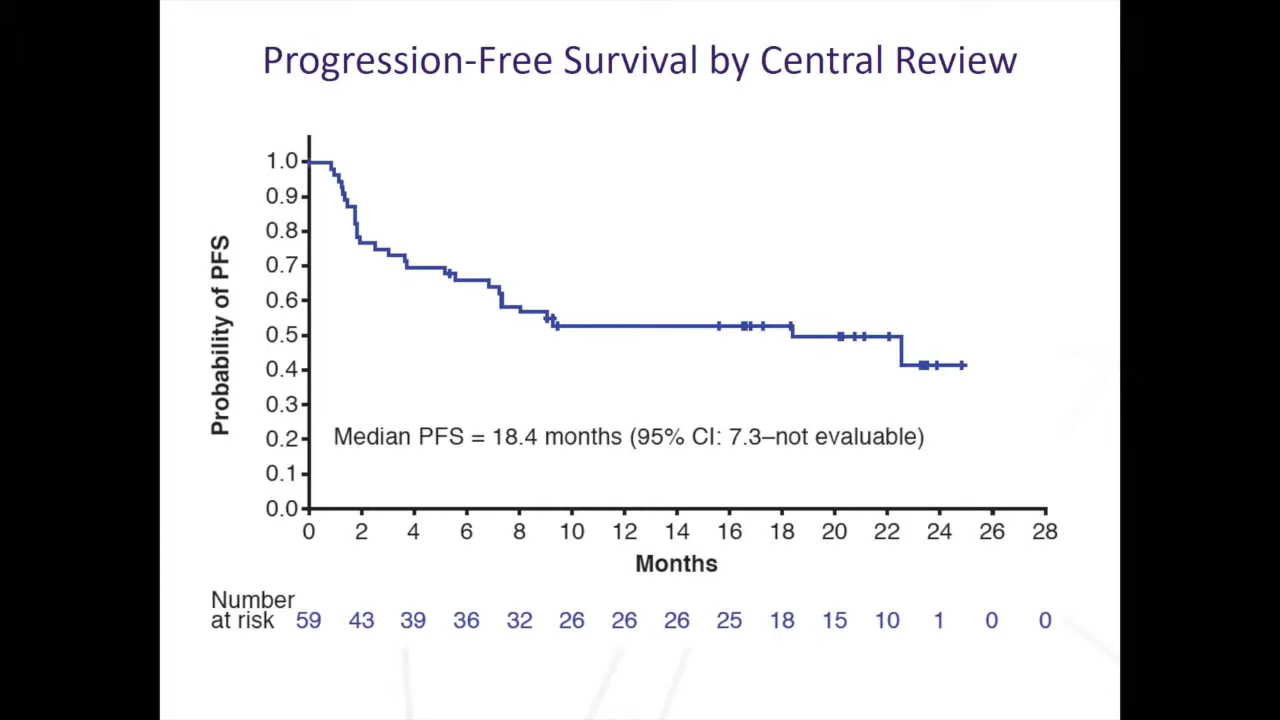 Progression-Free Survival by Central Review
Probability of PFS
1.0
0.9
0.8
0.7
0.6
0.5
0.4
0.3
0.2
0.1
0.0
Median PFS = 18.4 months (95% CI: 7.3–not evaluable)
0 2 4 6 8 10 12 14 16 18 20 22 24 26 28
Months
Number
at risk 59 43 39 36 32 26 26 26 25 18 15 10 1 0 0